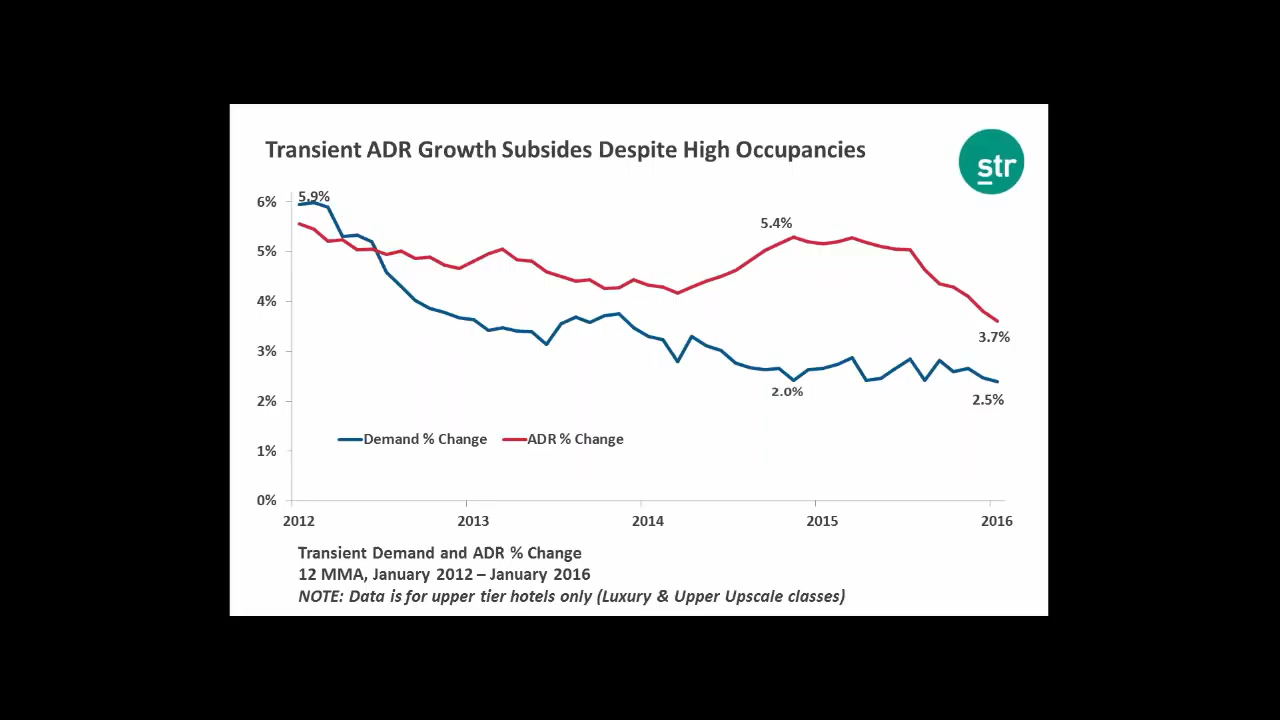 Transient ADR Growth Subsides Despite High Occupancies
str
5.9%
6%
5.4%
5%
4%
3.7%
3%
2.0%
2.5%
2%
Demand % Change
ADR % Change
1%
0%
2012
2013
2014
2015
2016
Transient Demand and ADR % Change
12 MMA, January 2012 – January 2016
NOTE: Data is for upper tier hotels only (Luxury & Upper Upscale classes)